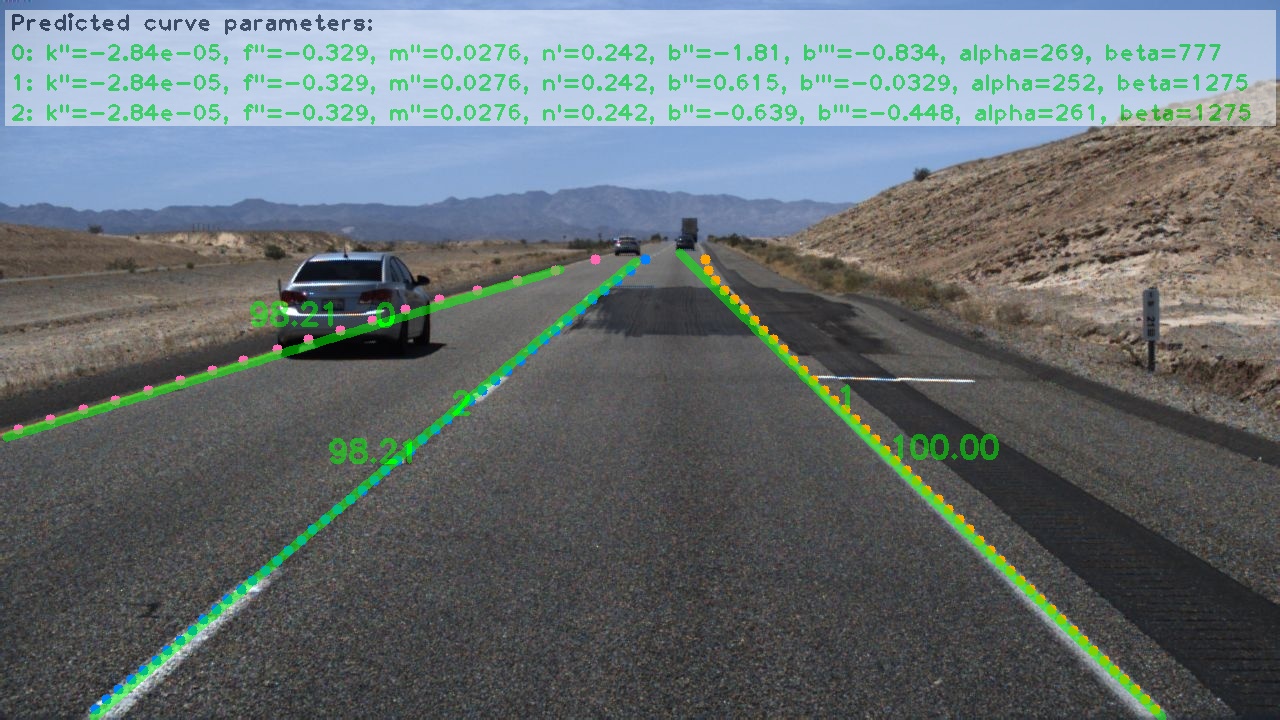 Predicted curve parameters:
0: k''=-2.84e-05, f''=-0.329, m''=0.0276, n'=0.242, b''=-1.81, b'''=-0.834, alpha=269, beta=777
1: k''=-2.84e-05, f''=-0.329, m''=0.0276, n'=0.242, b''=0.615, b'''=-0.0329, alpha=252, beta=1275
2: k''=-2.84e-05, f''=-0.329, m''=0.0276, n'=0.242, b''=-0.639, b'''=-0.448, alpha=261, beta=1275
98.21 0
2 1
98.21 100.00